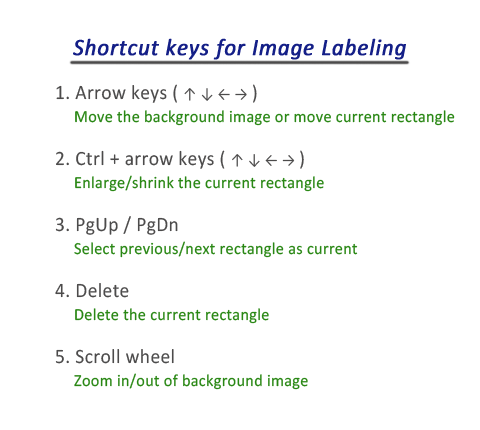 Shortcut keys for Image Labeling
1. Arrow keys ( ↑ ↓ ← → )
Move the background image or move current rectangle
2. Ctrl + arrow keys ( ↑ ↓ ← → )
Enlarge/shrink the current rectangle
3. PgUp / PgDn
Select previous/next rectangle as current
4. Delete
Delete the current rectangle
5. Scroll wheel
Zoom in/out of background image